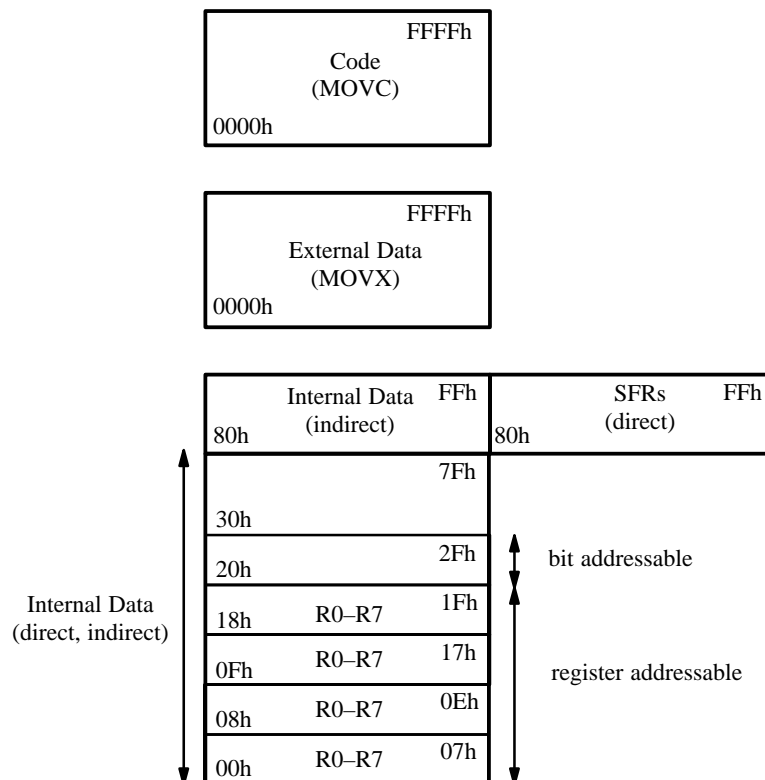 FFFFh
Code
(MOVC)
0000h
FFFFh
External Data
(MOVX)
0000h
Internal Data
(indirect)
FFh
80h
SFRs
(direct)
FFh
80h
7Fh
30h
2Fh
20h
bit addressable
Internal Data
(direct, indirect)
1Fh
R0–R7
18h
17h
R0–R7
0Fh
register addressable
0Eh
R0–R7
08h
07h
R0–R7
00h